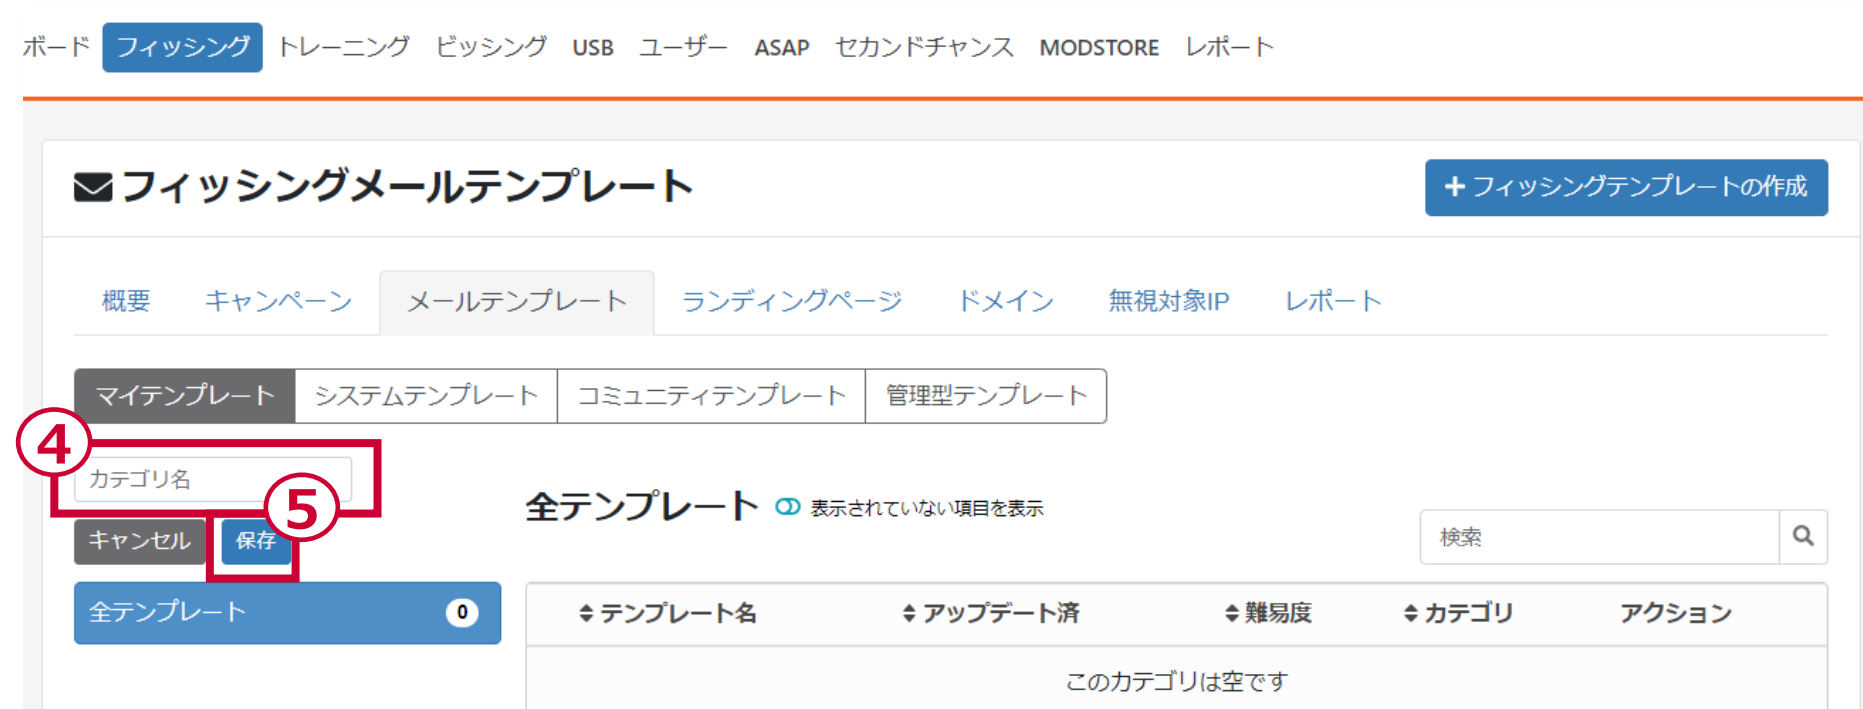 ボード フィッシング トレーニング ビッシング USB ユーザー ASAP セカンドチャンス MODSTORE レポート
フィッシングメールテンプレート
+ フィッシングテンプレートの作成
概要 キャンペーン メールテンプレート ランディングページ ドメイン 無視対象IP レポート
マイテンプレート システムテンプレート コミュニティテンプレート 管理型テンプレート
④
カテゴリ名
⑤
全テンプレート 表示されていない項目を表示
キャンセル 保存
検索
全テンプレート 0
テンプレート名 アップデート済 難易度 カテゴリ アクション
このカテゴリは空です